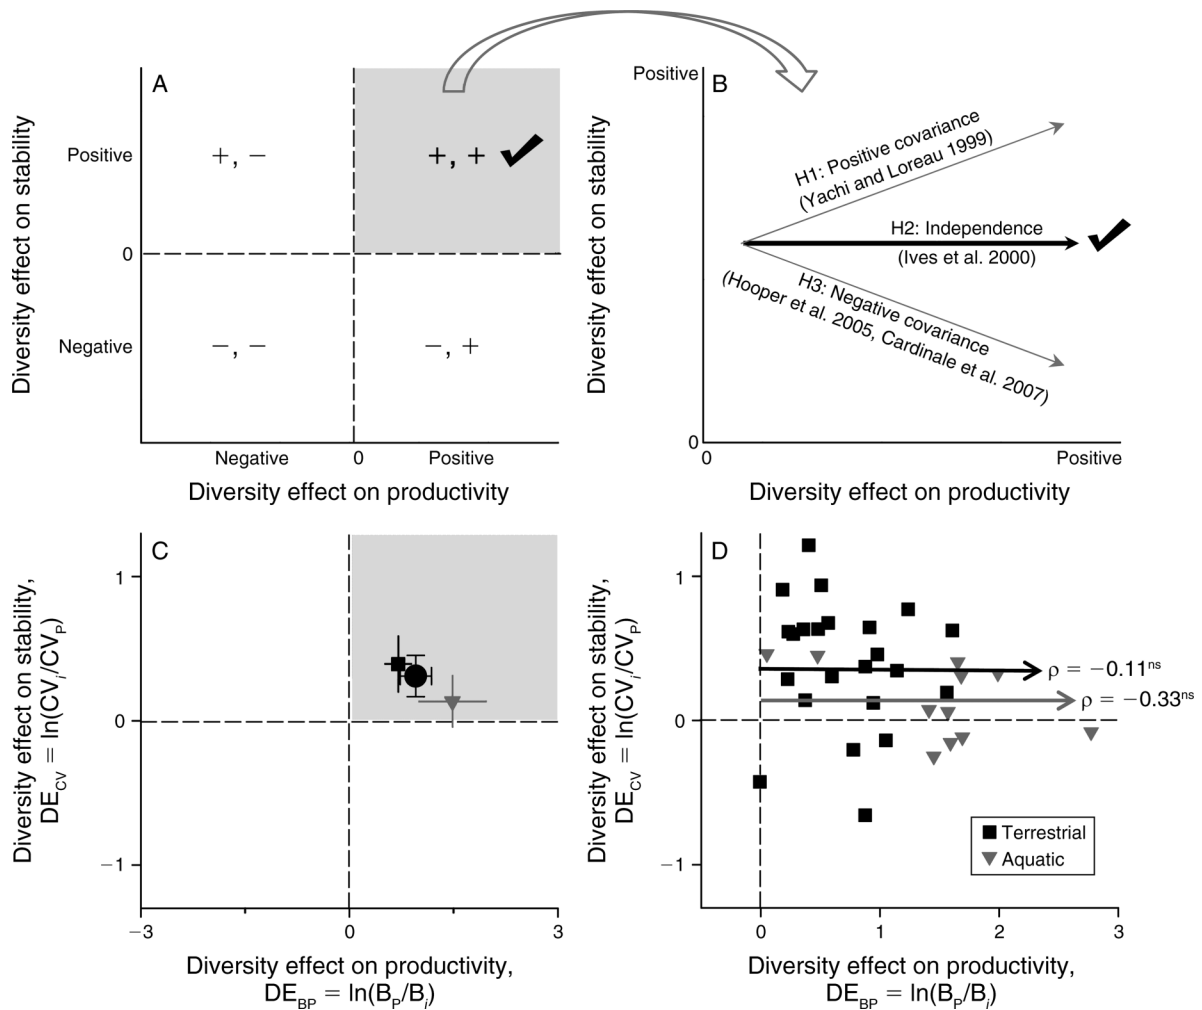 A
Diversity effect on stability
Positive
0
Negative
+, −
+, +
−, −
−, +
Negative
0
Positive
Diversity effect on productivity
B
Diversity effect on stability
Positive
0
H1: Positive covariance
(Yachi and Loreau 1999)
H2: Independence
(Ives et al. 2000)
H3: Negative covariance
(Hooper et al. 2005, Cardinale et al. 2007)
0
Positive
Diversity effect on productivity
C
Diversity effect on stability,
DE_CV = ln(CV_i/CV_P)
1
0
−1
−3
0
3
Diversity effect on productivity,
DE_BP = ln(B_P/B_i)
D
Diversity effect on stability,
DE_CV = ln(CV_i/CV_P)
1
0
−1
ρ = −0.11^ns
ρ = −0.33^ns
Terrestrial
Aquatic
0
1
2
3
Diversity effect on productivity,
DE_BP = ln(B_P/B_i)